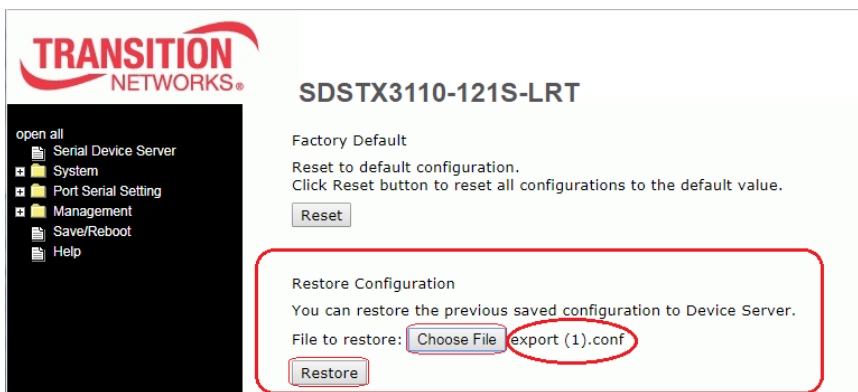 TRANSITION
NETWORKS®
SDSTX3110-121S-LRT
open all
Serial Device Server
System
Port Serial Setting
Management
Save/Reboot
Help
Factory Default
Reset to default configuration.
Click Reset button to reset all configurations to the default value.
Reset
Restore Configuration
You can restore the previous saved configuration to Device Server.
File to restore: Choose File export (1).conf
Restore